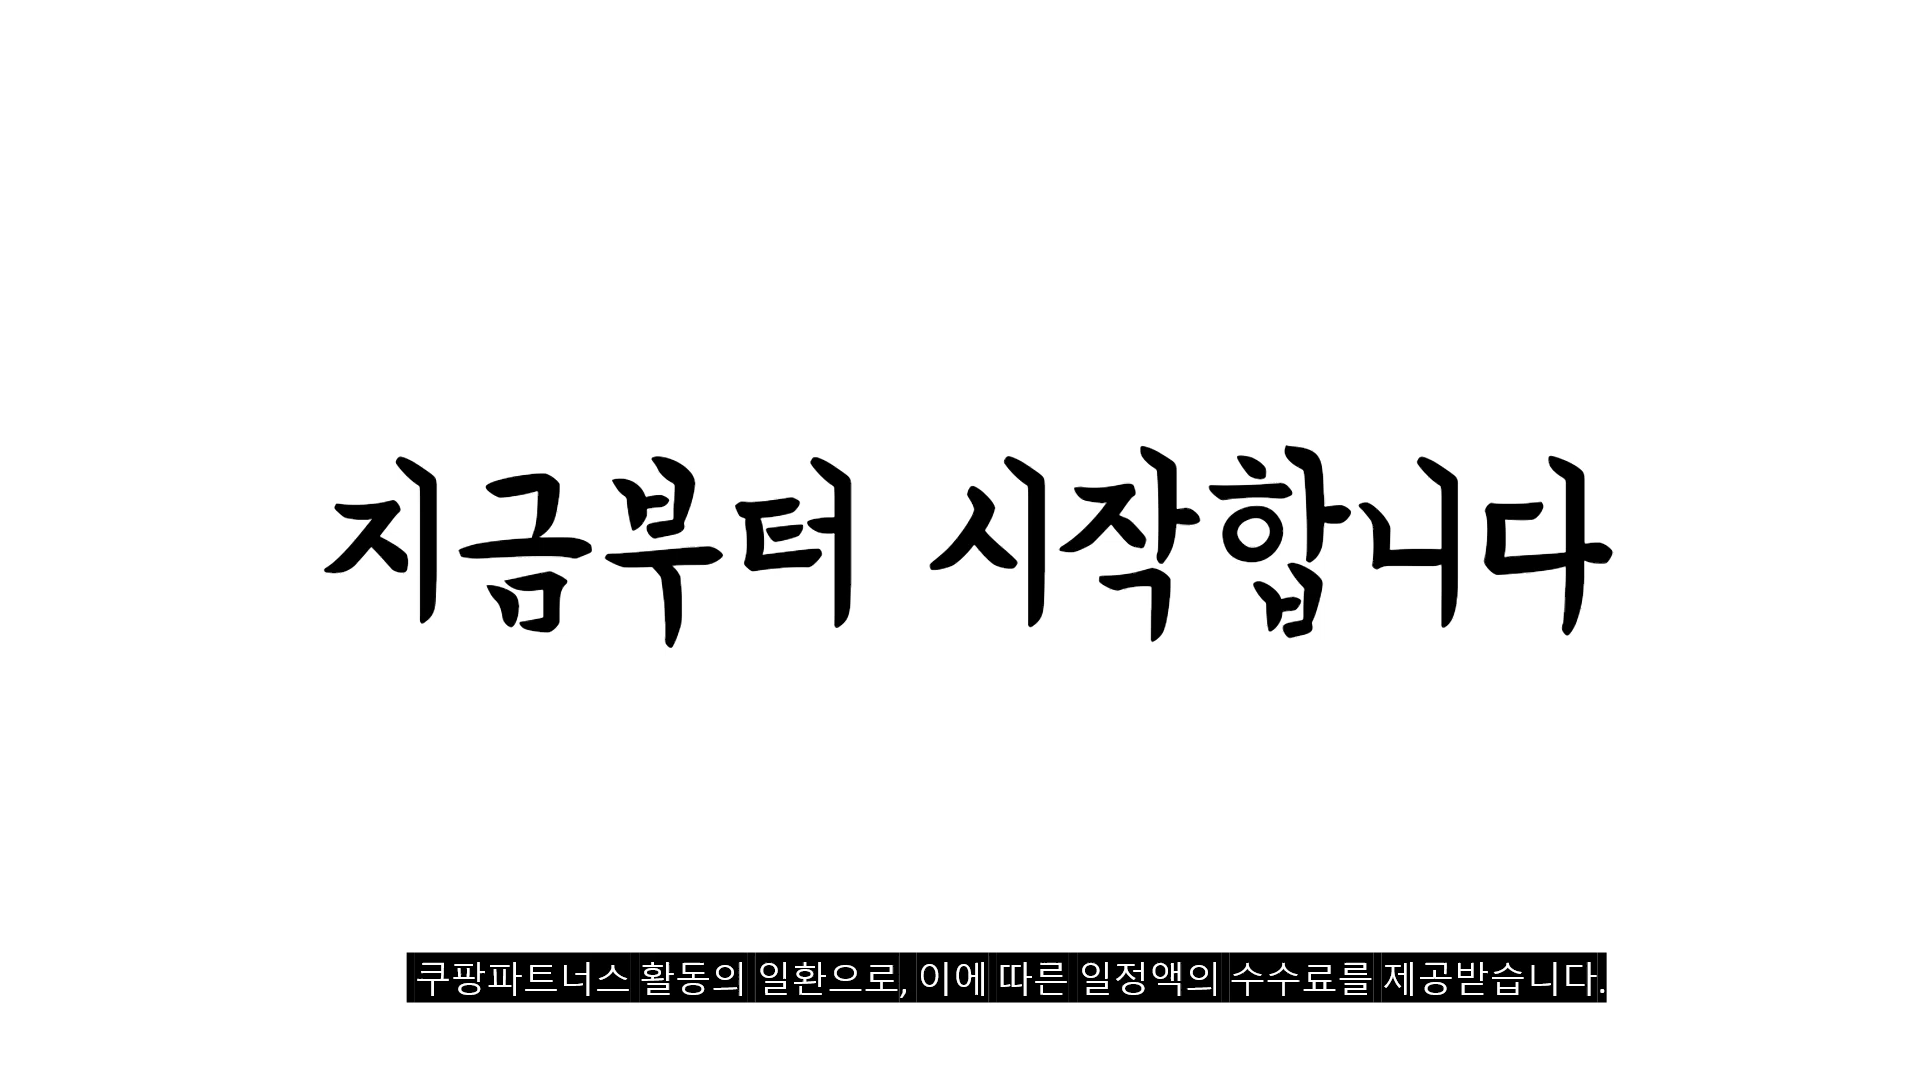 지금부터 시작합니다
쿠팡파트너스 활동의 일환으로, 이에 따른 일정액의 수수료를 제공받습니다.